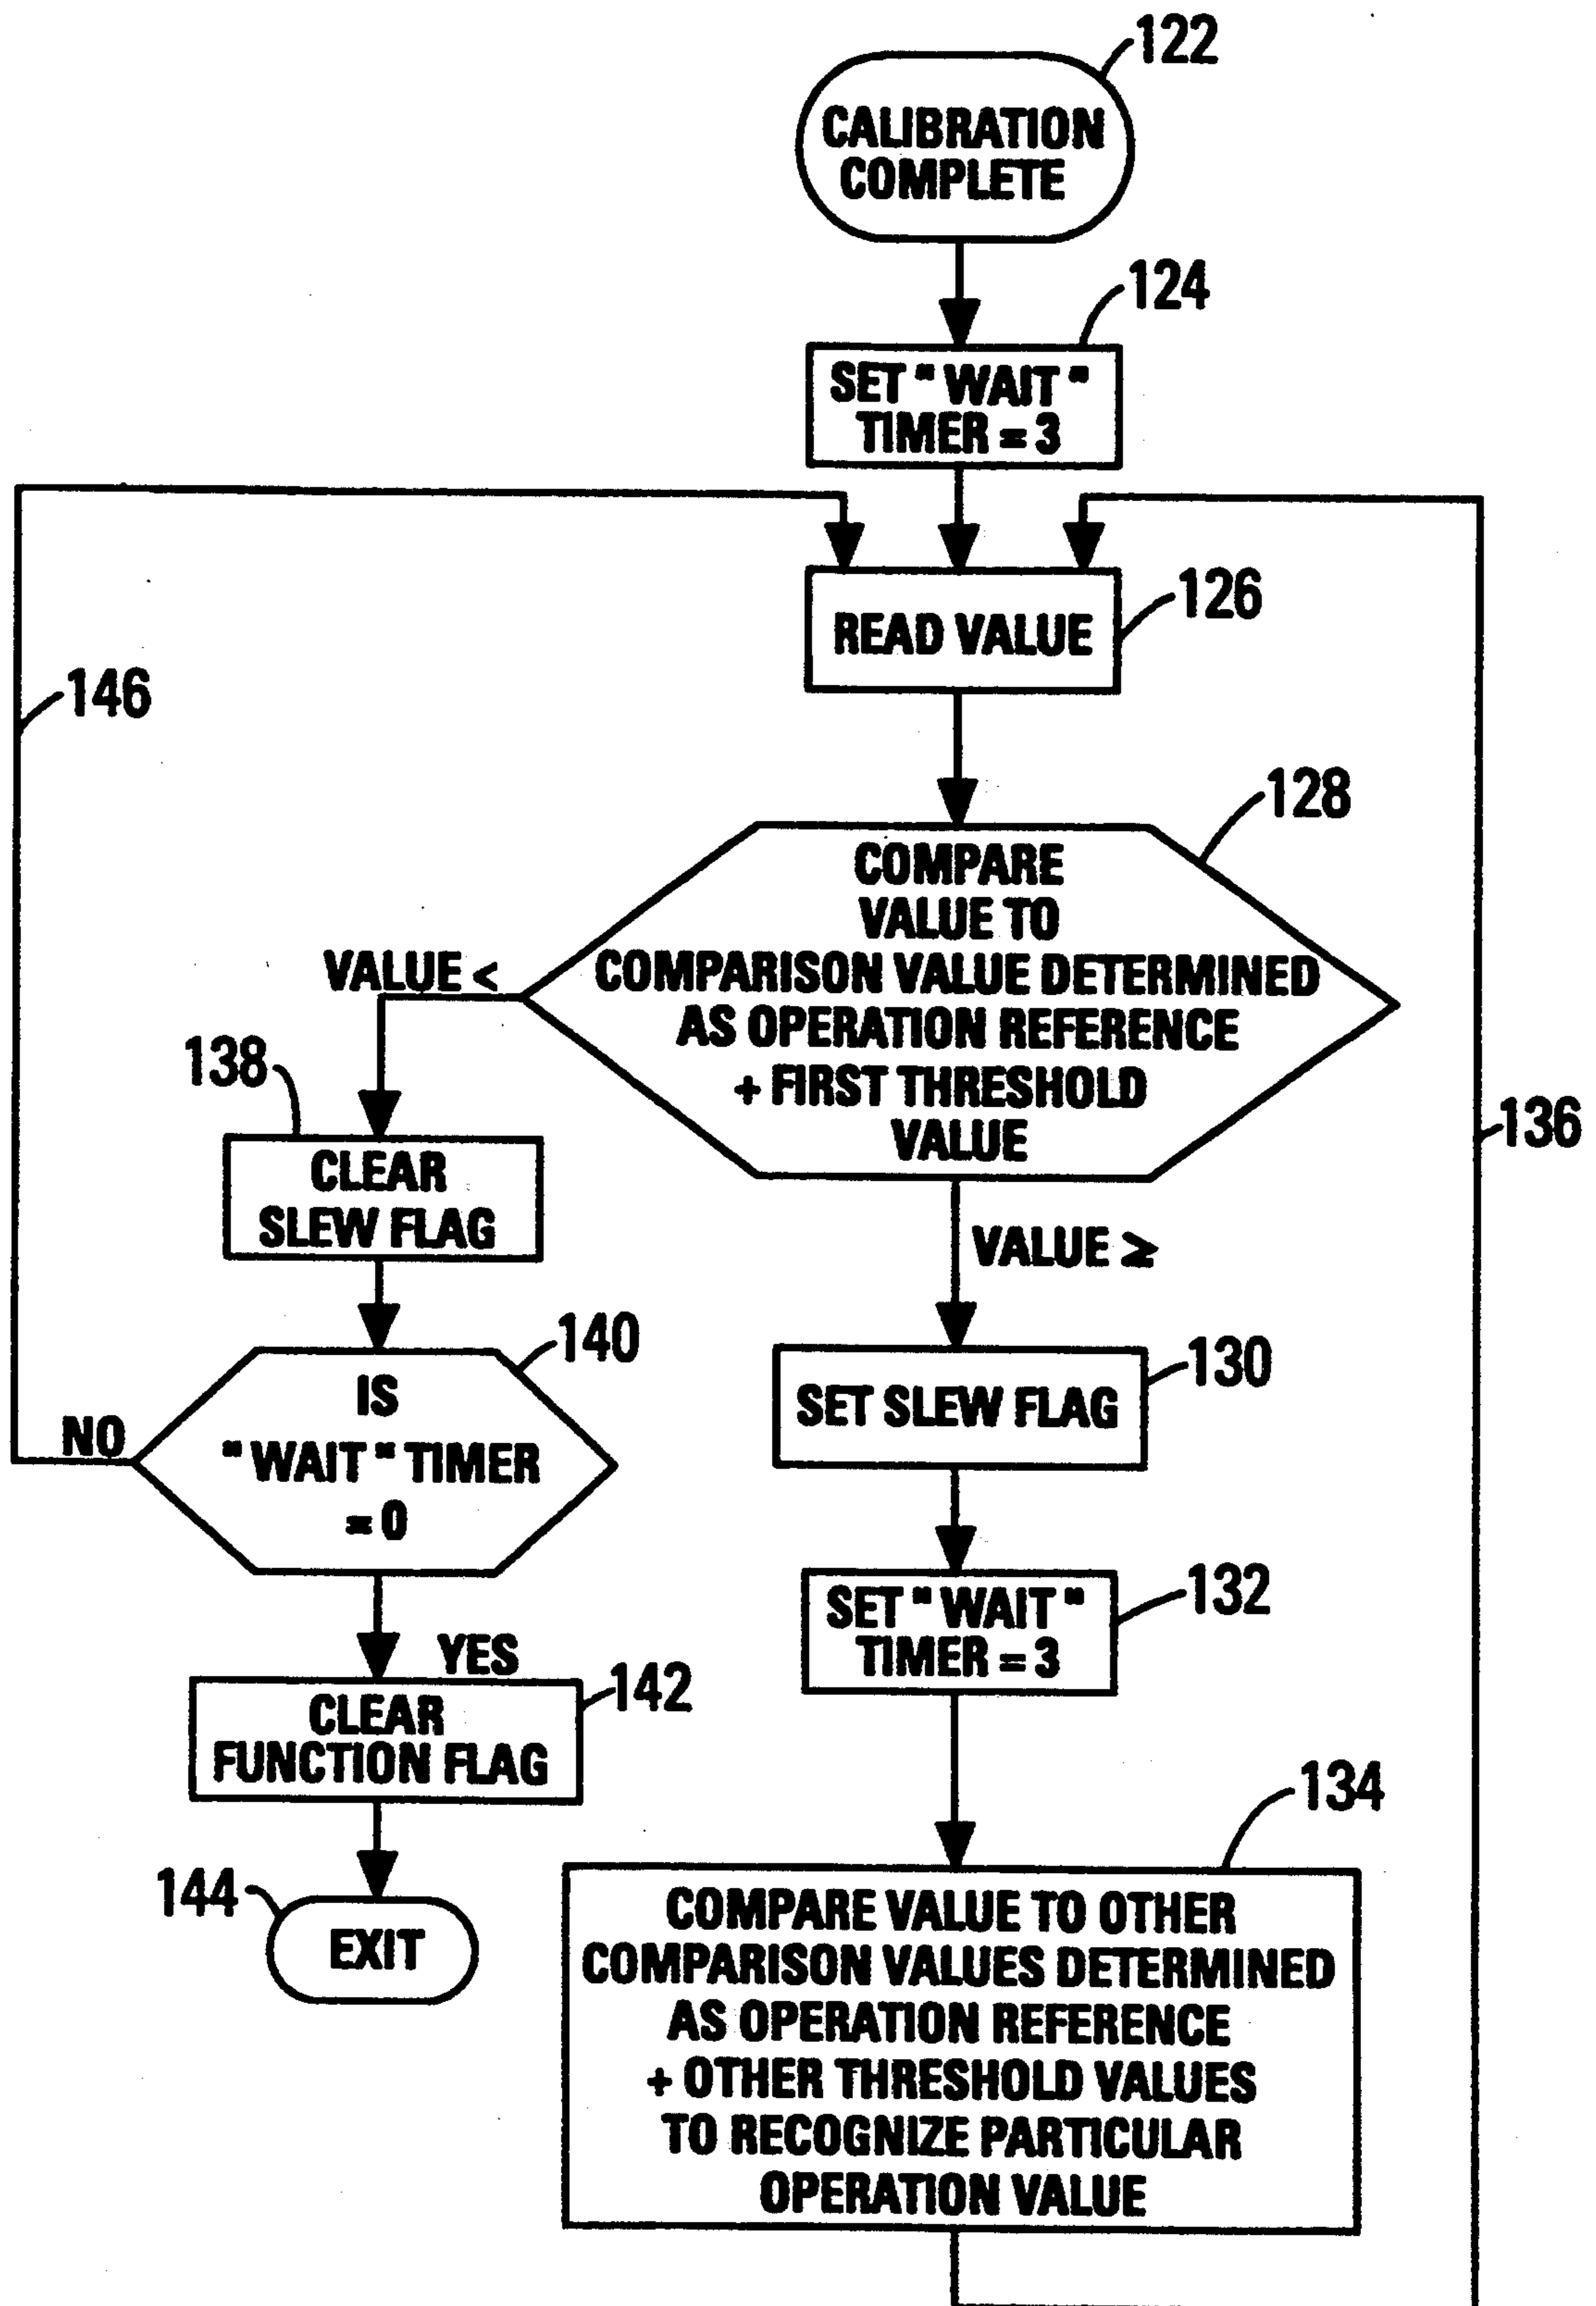 122
CALIBRATION
COMPLETE
124
SET "WAIT"
TIMER = 3
126
READ VALUE
146
128
COMPARE
VALUE TO
COMPARISON VALUE DETERMINED
AS OPERATION REFERENCE
+ FIRST THRESHOLD
VALUE
VALUE <
138
CLEAR
SLEW FLAG
136
VALUE ≥
140
IS
"WAIT" TIMER
= 0
NO
130
SET SLEW FLAG
132
SET "WAIT"
TIMER = 3
YES
142
CLEAR
FUNCTION FLAG
134
COMPARE VALUE TO OTHER
COMPARISON VALUES DETERMINED
AS OPERATION REFERENCE
+ OTHER THRESHOLD VALUES
TO RECOGNIZE PARTICULAR
OPERATION VALUE
144
EXIT